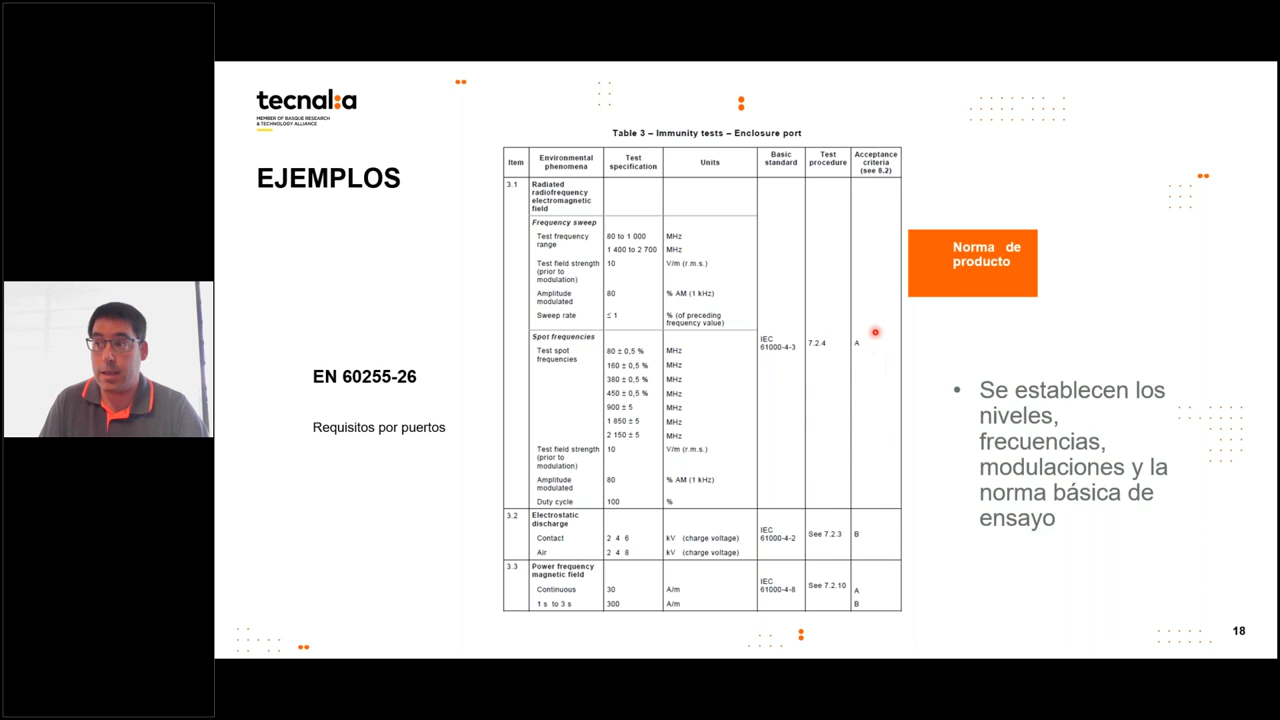 tecnal:a
MEMBER OF BASQUE RESEARCH
& TECHNOLOGY ALLIANCE
EJEMPLOS
EN 60255-26
Requisitos por puertos
Table 3 – Immunity tests – Enclosure port
Item Environmental phenomena Test specification Units Basic standard Test procedure Acceptance criteria (see 8.2)
3.1 Radiated
radiofrequency
electromagnetic
field
Frequency sweep
Test frequency range 80 to 1 000 MHz
1 400 to 2 700 MHz
Test field strength (prior to modulation) 10 V/m (r.m.s.)
Amplitude modulated 80 % AM (1 kHz)
Sweep rate ≤ 1 % (of preceding frequency value)
Spot frequencies
IEC 61000-4-3 7.2.4 A
Test spot frequencies 80 ± 0,5 % MHz
160 ± 0,5 % MHz
380 ± 0,5 % MHz
450 ± 0,5 % MHz
900 ± 5 MHz
1 850 ± 5 MHz
2 150 ± 5 MHz
Test field strength (prior to modulation) 10 V/m (r.m.s.)
Amplitude modulated 80 % AM (1 kHz)
Duty cycle 100 %
3.2 Electrostatic discharge IEC 61000-4-2 See 7.2.3 B
Contact 2 4 6 kV (charge voltage)
Air 2 4 8 kV (charge voltage)
3.3 Power frequency magnetic field IEC 61000-4-8 See 7.2.10
Continuous 30 A/m A
1 s to 3 s 300 A/m B
Norma de
producto
• Se establecen los
niveles,
frecuencias,
modulaciones y la
norma básica de
ensayo
18